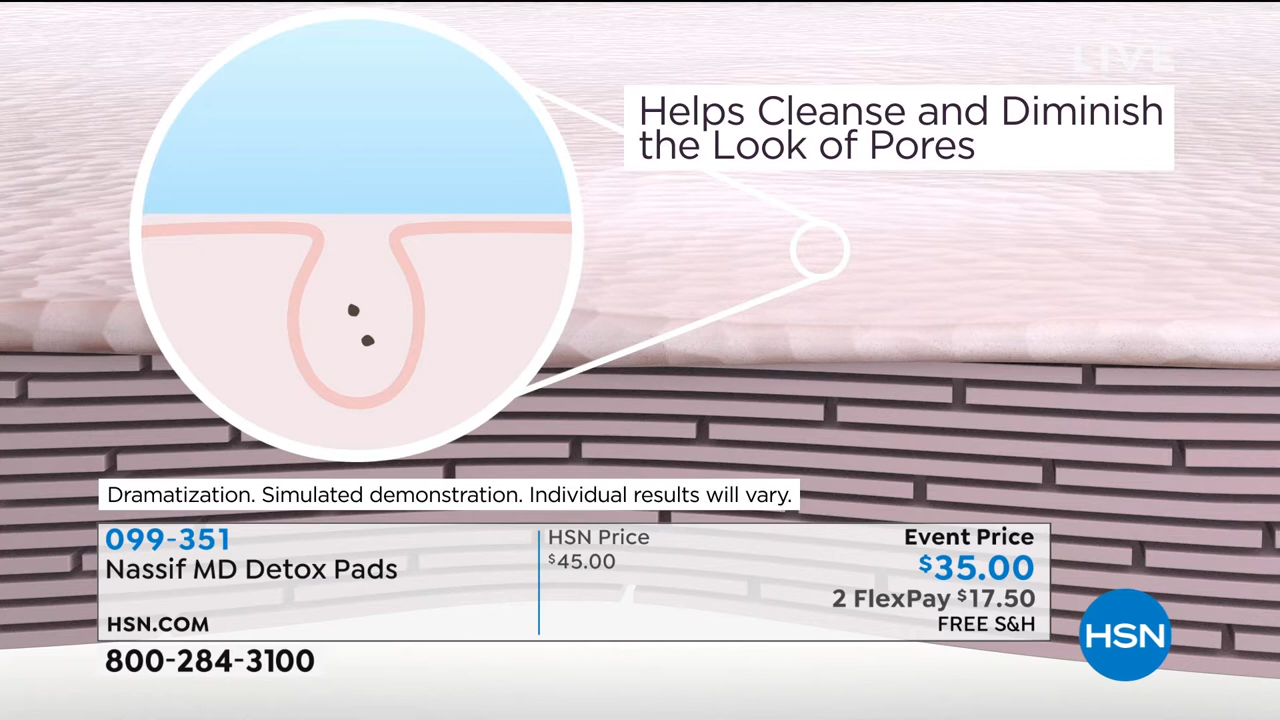 LIVE
Helps Cleanse and Diminish
the Look of Pores
Dramatization. Simulated demonstration. Individual results will vary.
099-351
Nassif MD Detox Pads
HSN.COM
HSN Price
$45.00
Event Price
$35.00
2 FlexPay $17.50
FREE S&H
HSN
800-284-3100